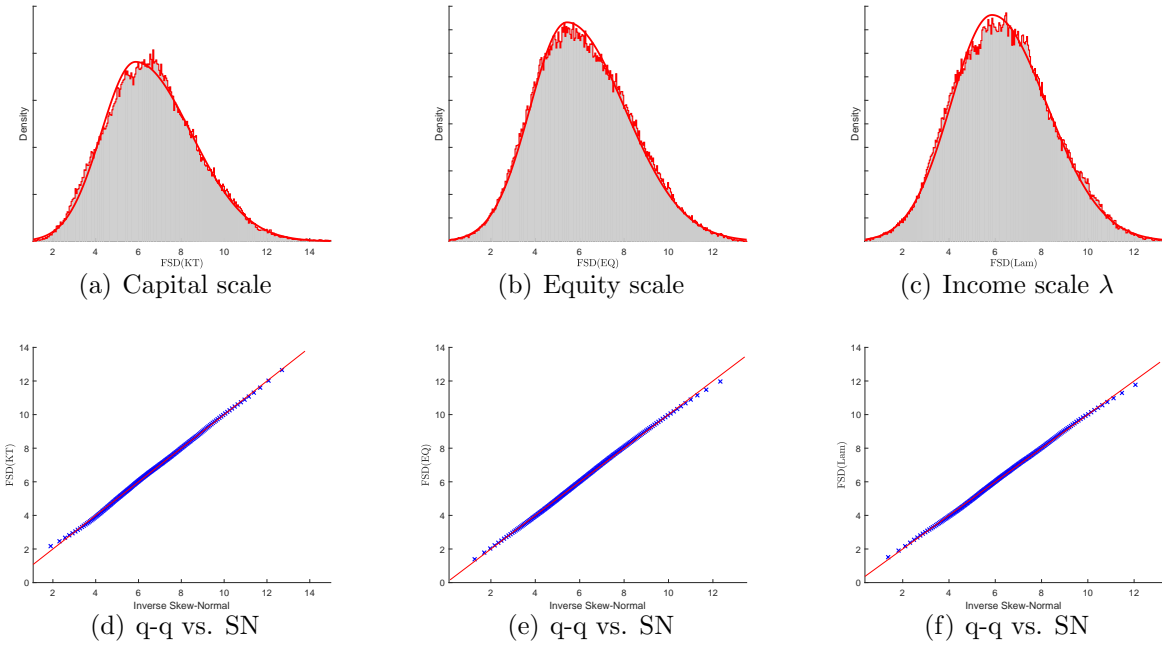 Density
2 4 6 8 10 12 14
FSD(KT)
(a) Capital scale
Density
2 4 6 8 10 12
FSD(EQ)
(b) Equity scale
Density
2 4 6 8 10 12
FSD(Lam)
(c) Income scale λ
14
12
10
8
6
4
2
0
FSD(KT)
2 4 6 8 10 12 14
Inverse Skew-Normal
(d) q-q vs. SN
14
12
10
8
6
4
2
0
FSD(EQ)
2 4 6 8 10 12
Inverse Skew-Normal
(e) q-q vs. SN
14
12
10
8
6
4
2
0
FSD(Lam)
2 4 6 8 10 12
Inverse Skew-Normal
(f) q-q vs. SN